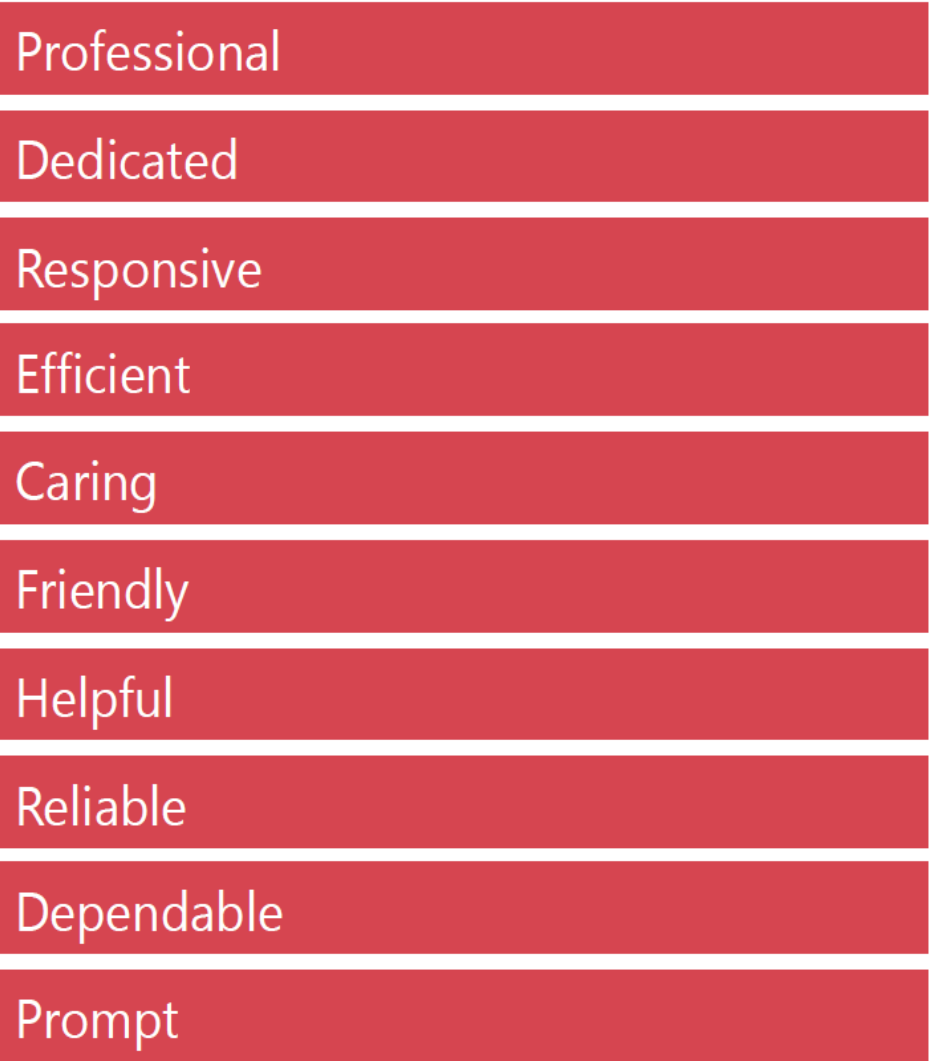 Professional
Dedicated
Responsive
Efficient
Caring
Friendly
Helpful
Reliable
Dependable
Prompt